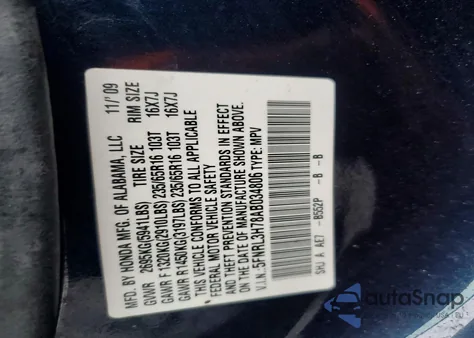 MFD. BY HONDA MFG. OF ALABAMA, LLC 11/'09
GVWR 2695KG(5941LBS) TIRE SIZE RIM SIZE
GAWR F 1320KG(2910LBS) 235/65R16 103T 16X7J
GAWR R 1450KG(3197LBS) 235/65R16 103T 16X7J
THIS VEHICLE CONFORMS TO ALL APPLICABLE
FEDERAL MOTOR VEHICLE SAFETY
AND THEFT PREVENTION STANDARDS IN EFFECT
ON THE DATE OF MANUFACTURE SHOWN ABOVE.
V.I.N.: 5FNRL3H78AB034806 TYPE: MPV
SHJ A AE7 -B552P -B -B
AutoSnap